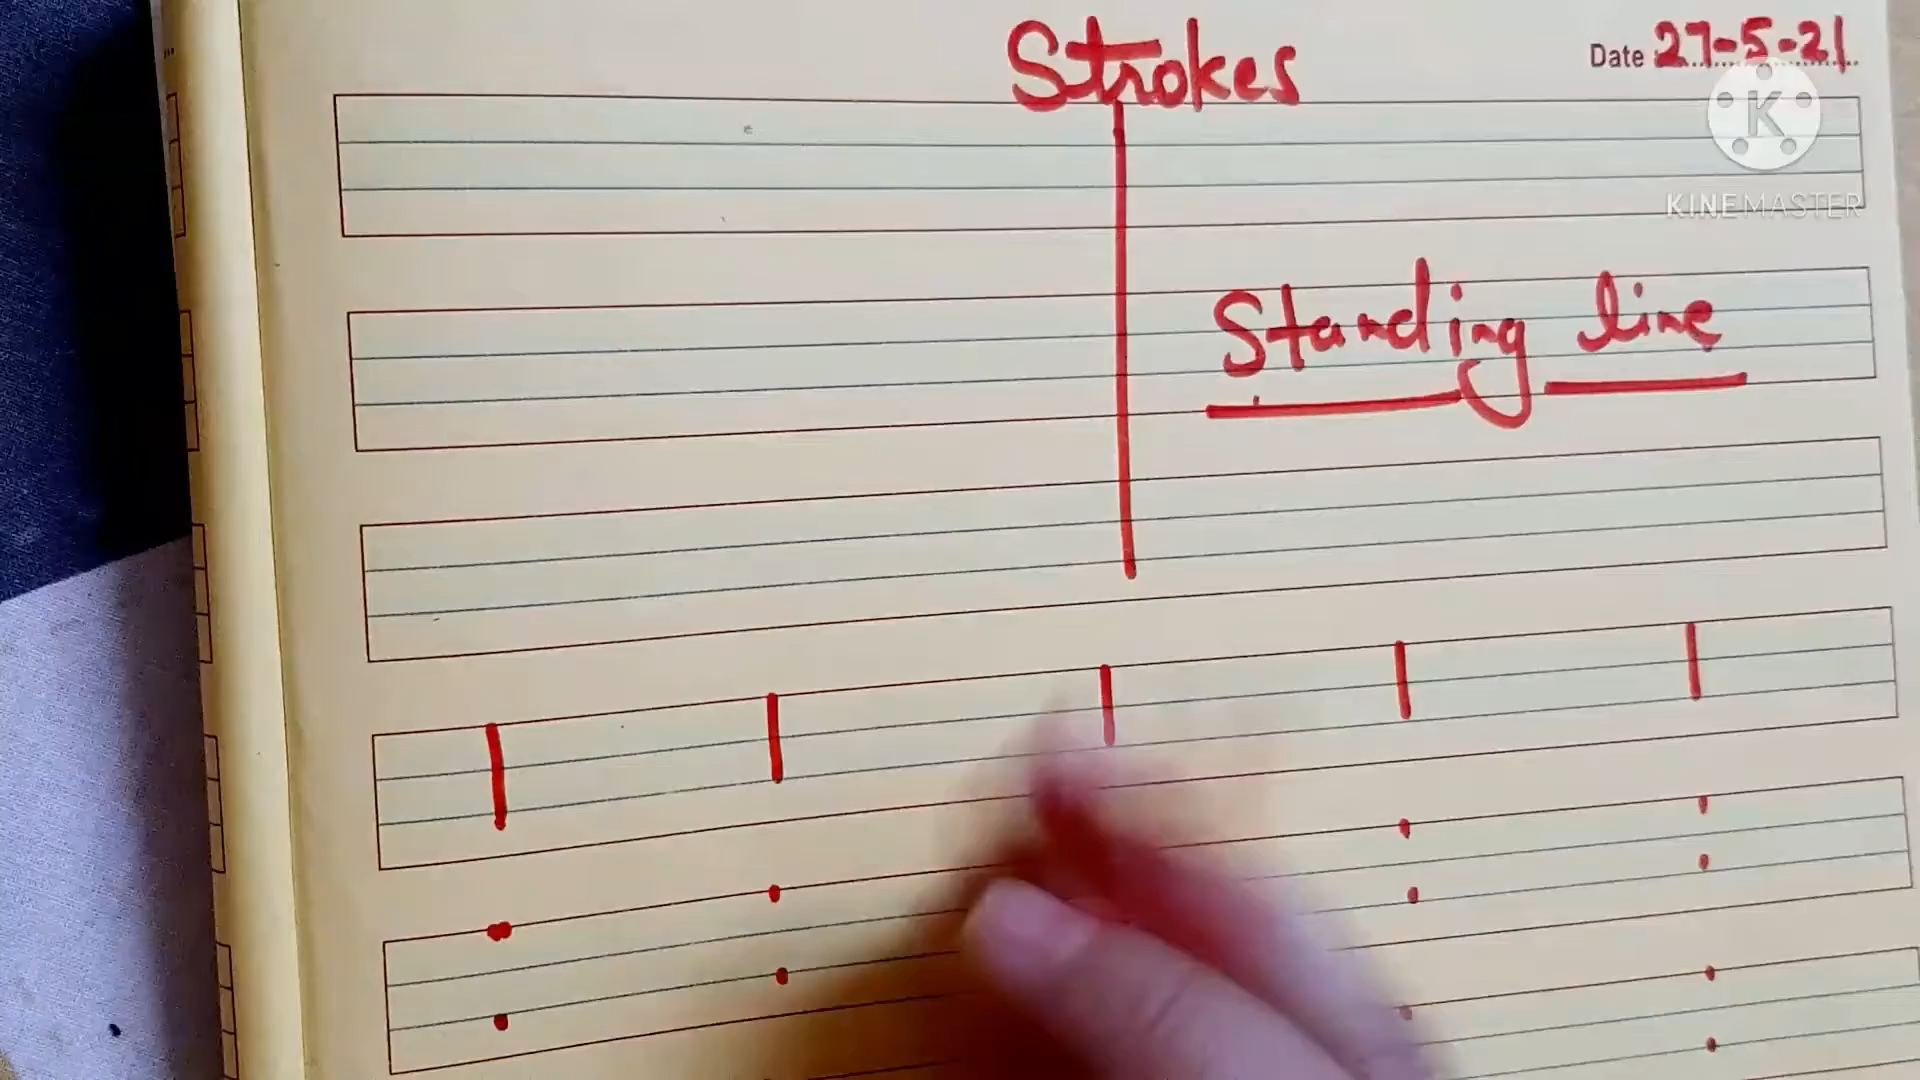 Strokes
Date 27-5-21
K
KINEMASTER
Standing line